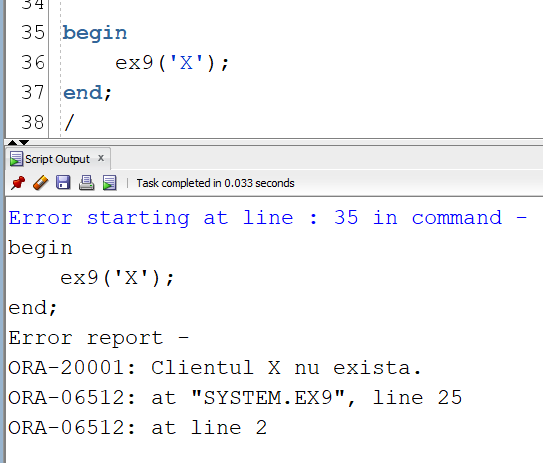 34
35 begin
36     ex9('X');
37 end;
38 /
Script Output x
Task completed in 0.033 seconds
Error starting at line : 35 in command -
begin
    ex9('X');
end;
Error report -
ORA-20001: Clientul X nu exista.
ORA-06512: at "SYSTEM.EX9", line 25
ORA-06512: at line 2